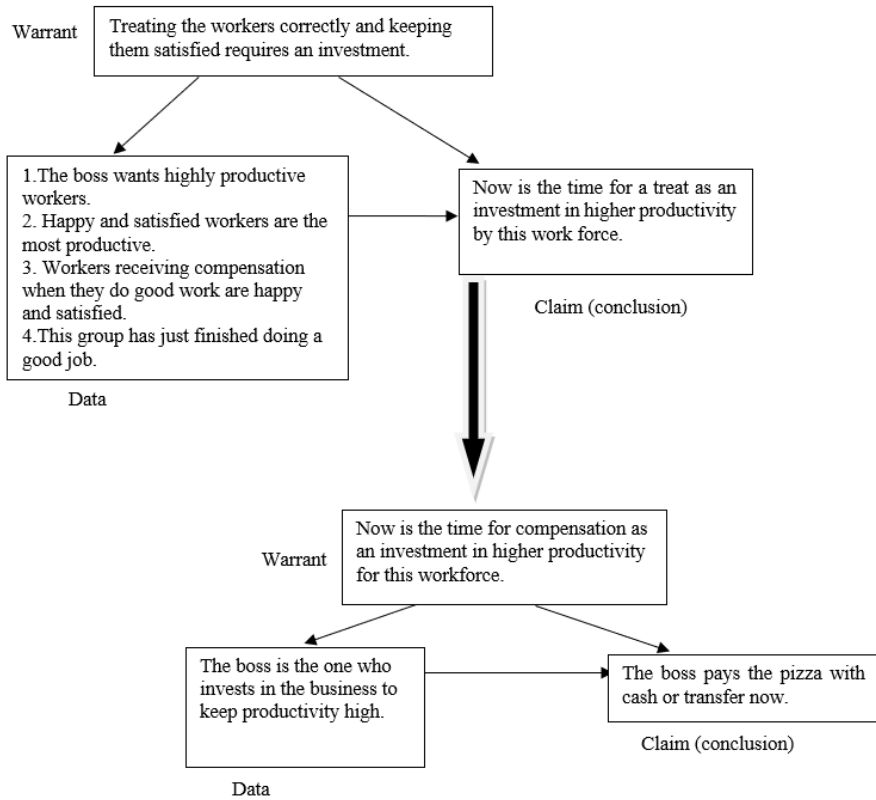 Warrant
Treating the workers correctly and keeping
them satisfied requires an investment.
1.The boss wants highly productive
workers.
2. Happy and satisfied workers are the
most productive.
3. Workers receiving compensation
when they do good work are happy
and satisfied.
4.This group has just finished doing a
good job.
Data
Now is the time for a treat as an
investment in higher productivity
by this work force.
Claim (conclusion)
Warrant
Now is the time for compensation as
an investment in higher productivity
for this workforce.
The boss is the one who
invests in the business to
keep productivity high.
Data
The boss pays the pizza with
cash or transfer now.
Claim (conclusion)